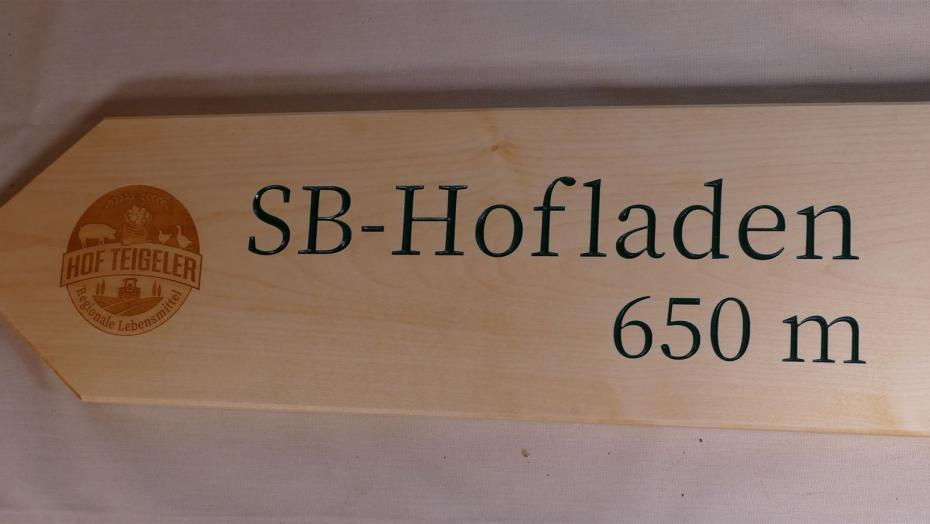 HOF TEIGELER
Regionale Lebensmittel
SB-Hofladen
650 m